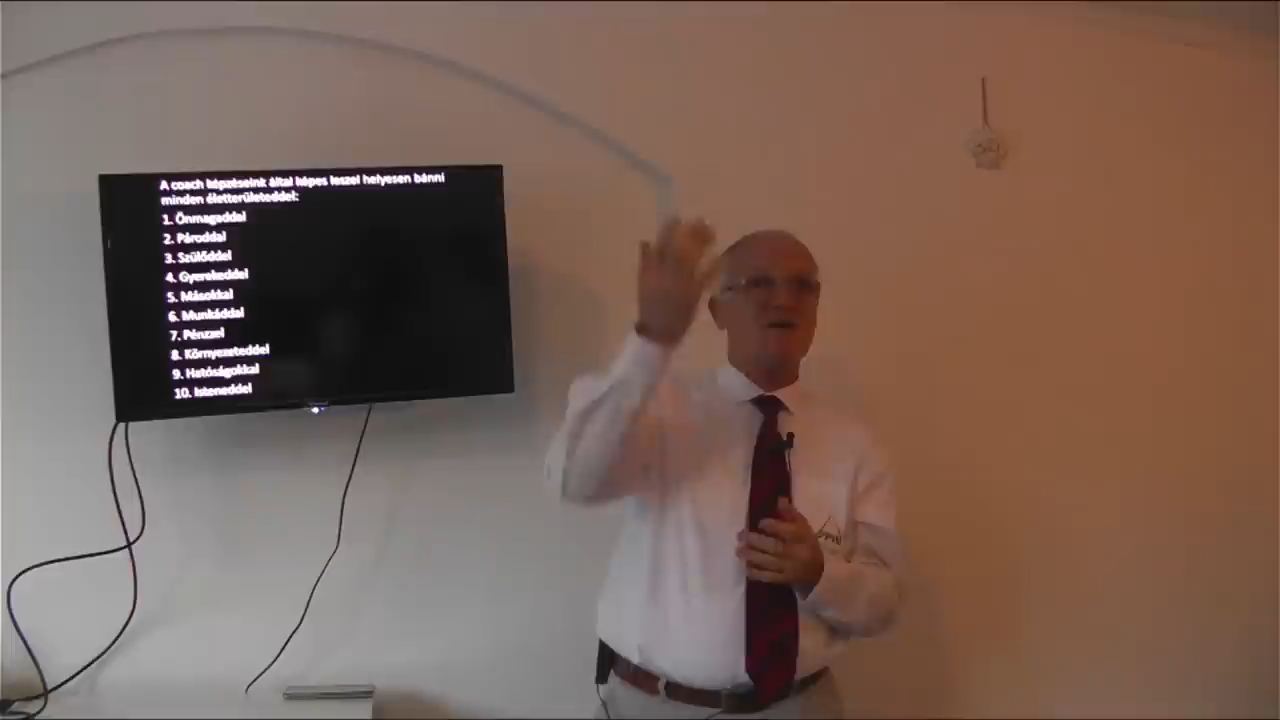 A coach képzéseink által képes leszel helyesen bánni
minden életterületeddel:
1. Önmagaddal
2. Pároddal
3. Szülőddel
4. Gyerekeddel
5. Másokkal
6. Munkáddal
7. Pénzzel
8. Környezeteddel
9. Hatóságokkal
10. Isteneddel